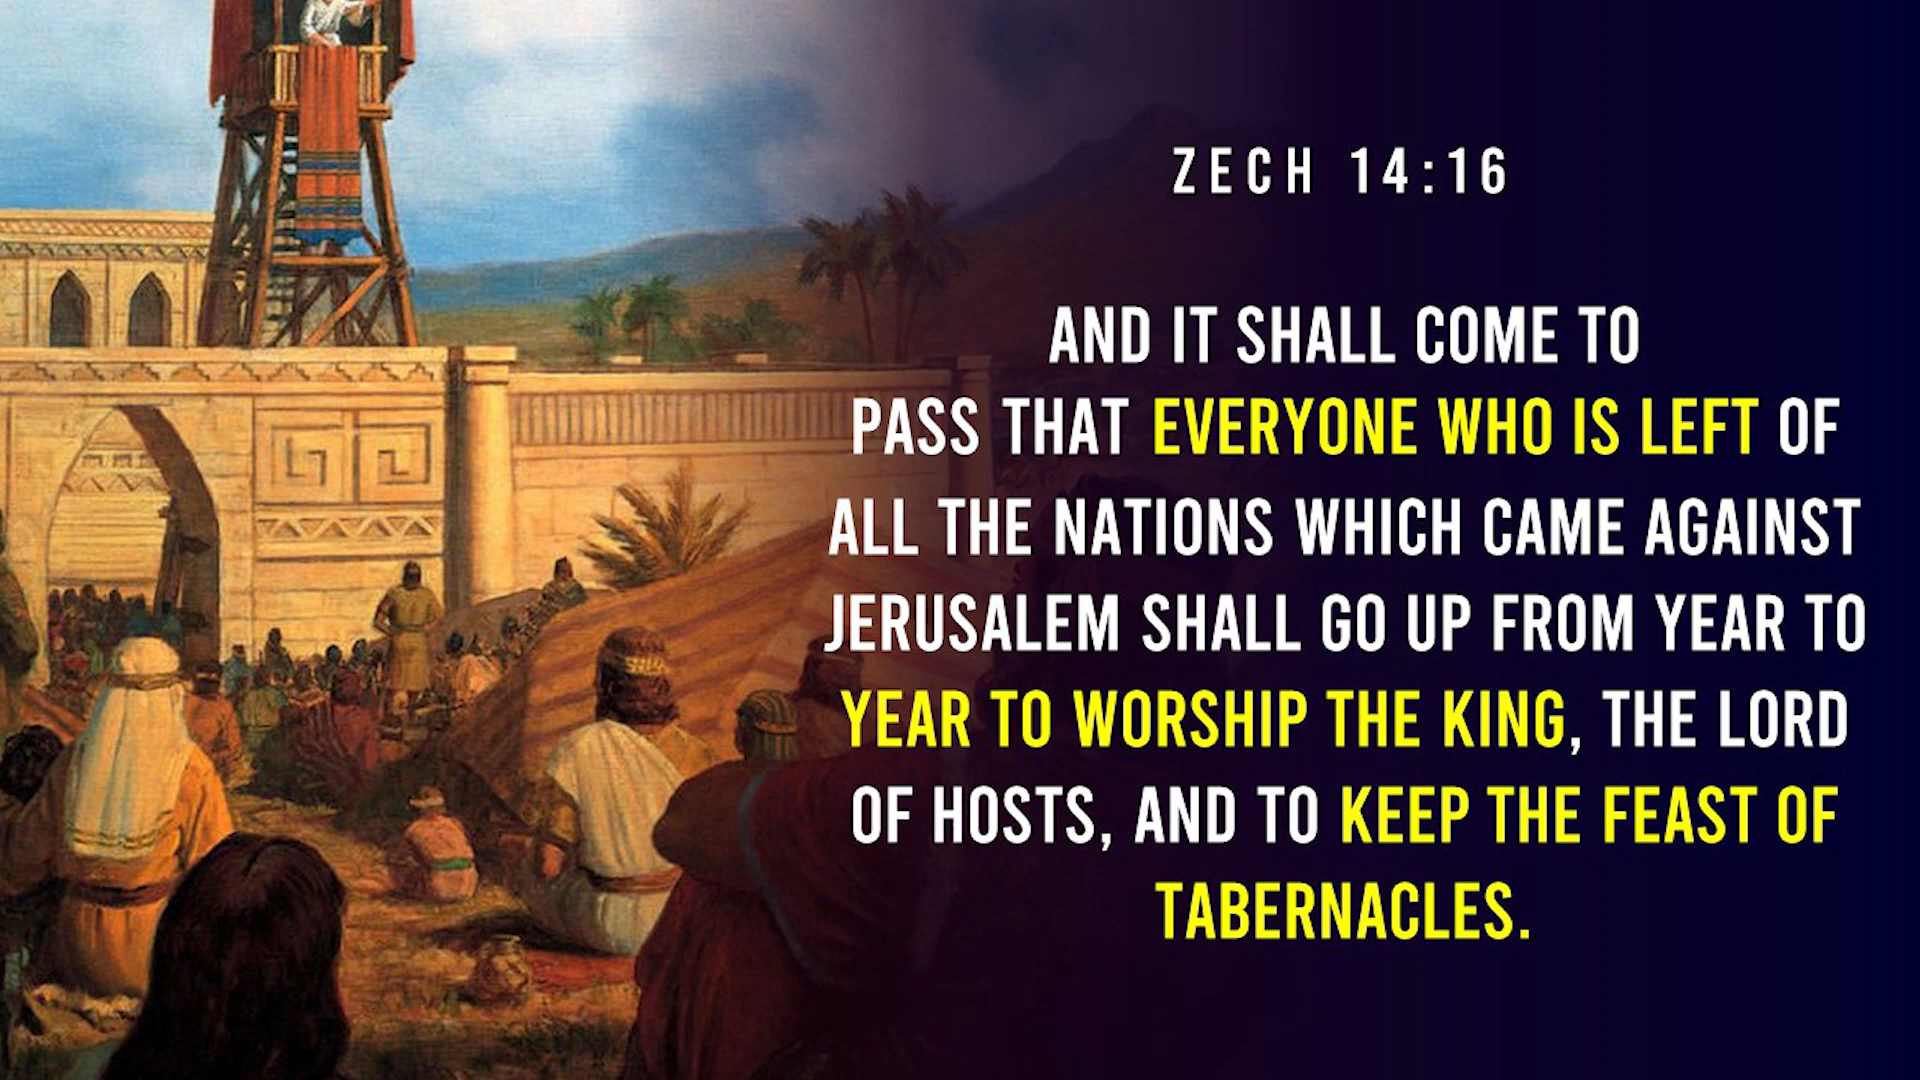 ZECH 14:16
AND IT SHALL COME TO
PASS THAT EVERYONE WHO IS LEFT OF
ALL THE NATIONS WHICH CAME AGAINST
JERUSALEM SHALL GO UP FROM YEAR TO
YEAR TO WORSHIP THE KING, THE LORD
OF HOSTS, AND TO KEEP THE FEAST OF
TABERNACLES.